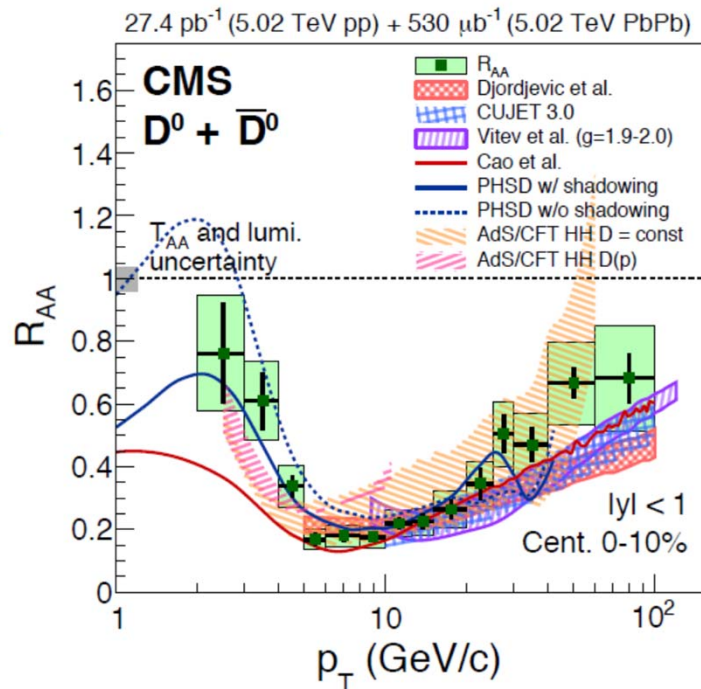 27.4 pb⁻¹ (5.02 TeV pp) + 530 μb⁻¹ (5.02 TeV PbPb)
CMS
D⁰ + D̅⁰
R_AA
Djordjevic et al.
CUJET 3.0
Vitev et al. (g=1.9-2.0)
Cao et al.
PHSD w/ shadowing
PHSD w/o shadowing
AdS/CFT HH D = const
AdS/CFT HH D(p)
T_AA and lumi.
uncertainty
|y| < 1
Cent. 0-10%
R_AA
1.6
1.4
1.2
1
0.8
0.6
0.4
0.2
0
1
10
10²
p_T (GeV/c)